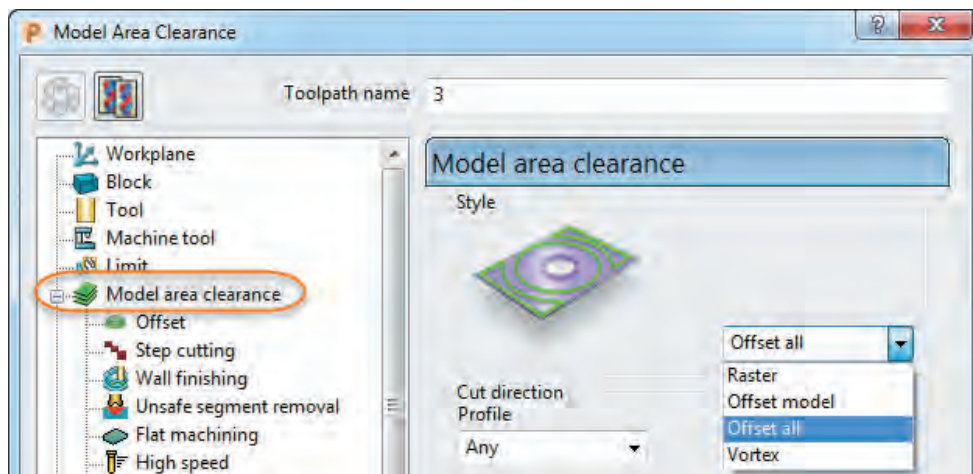 Model Area Clearance
Toolpath name 3
Workplane
Block
Tool
Machine tool
Limit
Model area clearance
Offset
Step cutting
Wall finishing
Unsafe segment removal
Flat machining
High speed
Model area clearance
Style
Offset all
Raster
Offset model
Offset all
Vortex
Cut direction
Profile
Any